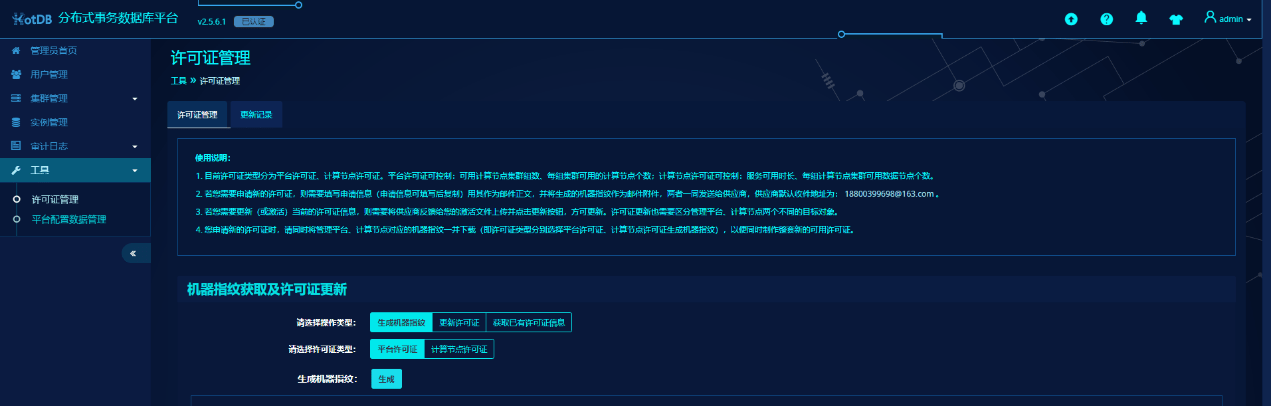 HotDB 分布式事务数据库平台 v2.5.6.1 已认证 admin
管理员首页
用户管理
集群管理
实例管理
审计日志
工具
许可证管理
平台配置数据管理
许可证管理
工具 » 许可证管理
许可证管理 更新记录
使用说明：
1. 目前许可证类型分为平台许可证、计算节点许可证。平台许可证可控制：可用计算节点集群组数、每组集群可用的计算节点个数；计算节点许可证可控制：服务可用时长、每组计算节点集群可用数据节点个数。
2. 若您需要申请新的许可证，则需要填写申请信息（申请信息可填写后复制）用其作为邮件正文，并将生成的机器指纹作为邮件附件，两者一同发送给供应商，供应商默认收件地址为：18800399698@163.com 。
3. 若您需要更新（或激活）当前的许可证信息，则需要将供应商反馈给您的激活文件上传并点击更新按钮，方可更新。许可证更新也需要区分管理平台、计算节点两个不同的目标对象。
4. 您申请新的许可证时，请同时将管理平台、计算节点对应的机器指纹一并下载（即许可证类型分别选择平台许可证、计算节点许可证生成机器指纹），以便同时制作整套新的可用许可证。
机器指纹获取及许可证更新
请选择操作类型： 生成机器指纹 更新许可证 获取已有许可证信息
请选择许可证类型： 平台许可证 计算节点许可证
生成机器指纹： 生成